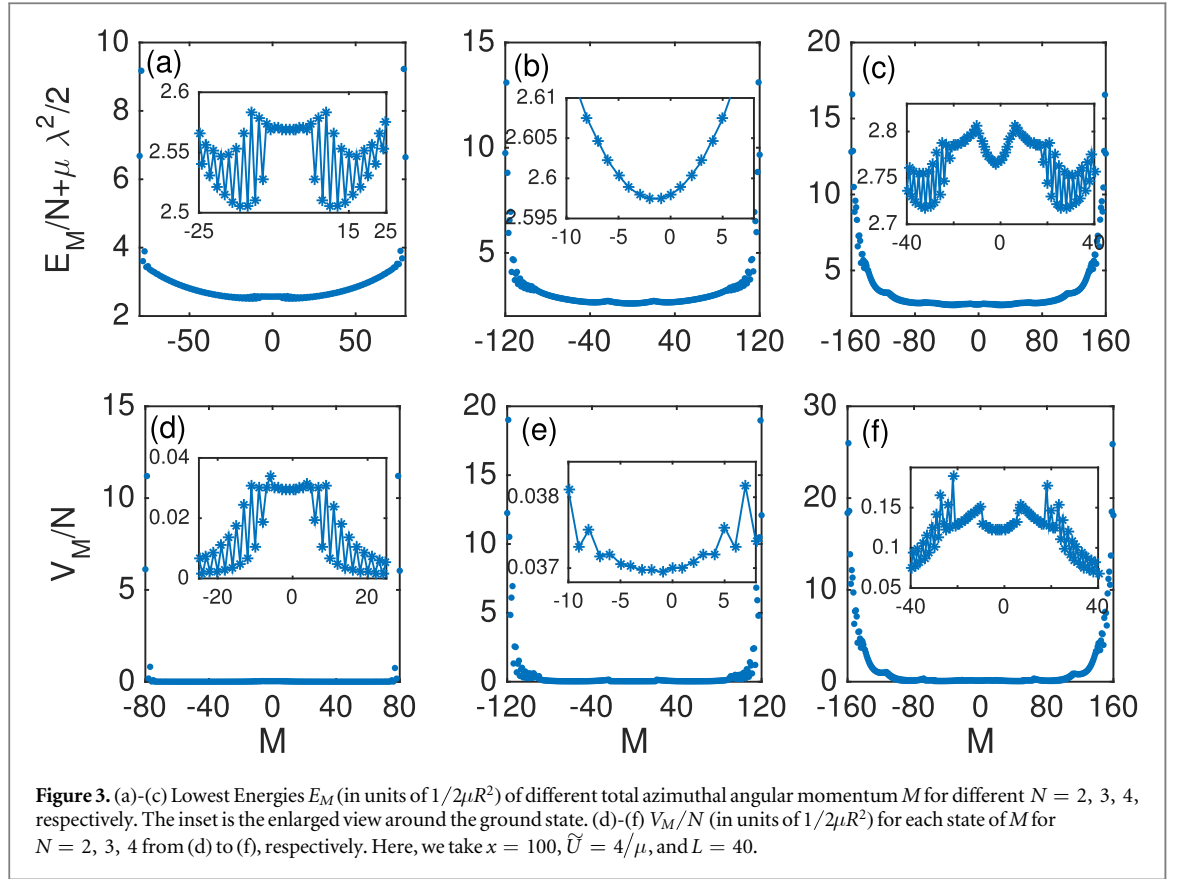 (a)
(b)
(c)
E_M/N+μ λ²/2
10
8
6
4
2
-50 0 50
2.6
2.55
2.5
-25 15 25
15
10
5
-120 -40 40 120
2.61
2.605
2.6
2.595
-10 -5 0 5
20
15
10
5
-160 -80 0 80 160
2.8
2.75
2.7
-40 0 40
(d)
(e)
(f)
V_M/N
15
10
5
0
-80 -40 0 40 80
M
0.04
0.02
0
-20 0 20
20
15
10
5
0
-120 -40 40 120
M
0.038
0.037
-10 -5 0 5
30
20
10
0
-160 -80 0 80 160
M
0.15
0.1
0.05
-40 0 40
Figure 3. (a)-(c) Lowest Energies E_M (in units of 1/2μR²) of different total azimuthal angular momentum M for different N = 2, 3, 4,
respectively. The inset is the enlarged view around the ground state. (d)-(f) V_M/N (in units of 1/2μR²) for each state of M for
N = 2, 3, 4 from (d) to (f), respectively. Here, we take x = 100, Ũ = 4/μ, and L = 40.